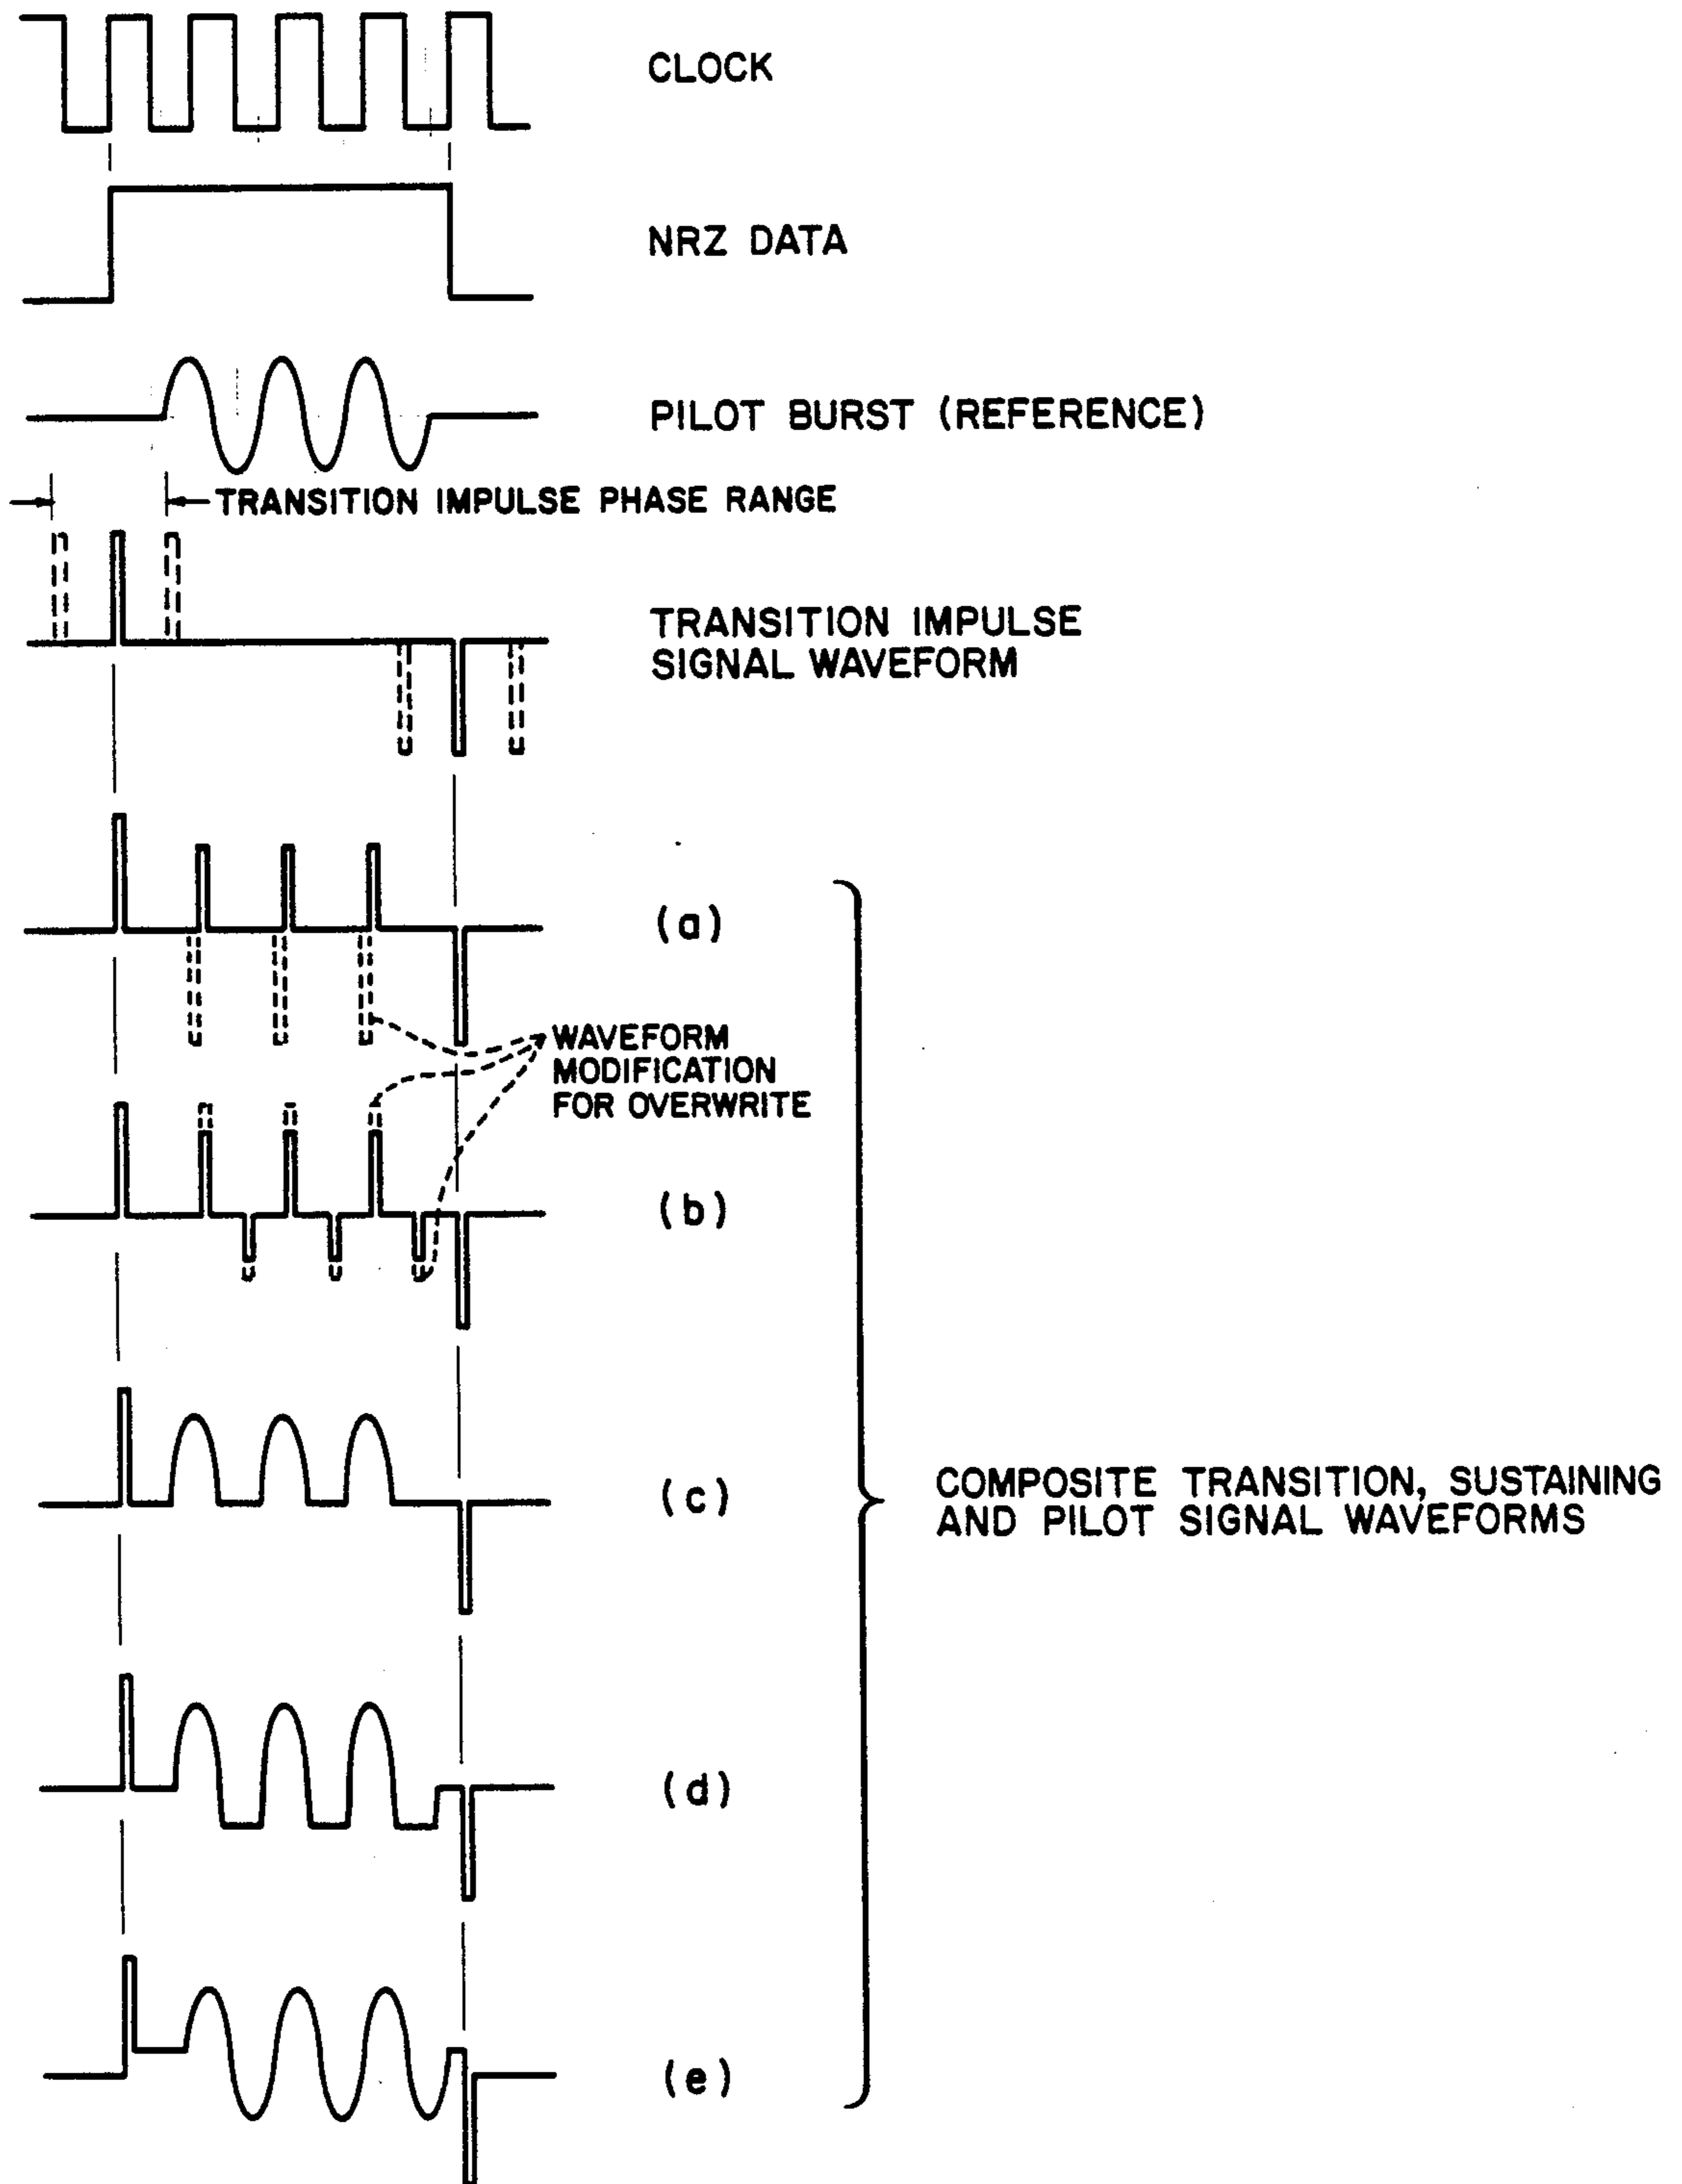 CLOCK
NRZ DATA
PILOT BURST (REFERENCE)
TRANSITION IMPULSE PHASE RANGE
TRANSITION IMPULSE
SIGNAL WAVEFORM
(a)
WAVEFORM
MODIFICATION
FOR OVERWRITE
(b)
(c)
COMPOSITE TRANSITION, SUSTAINING
AND PILOT SIGNAL WAVEFORMS
(d)
(e)